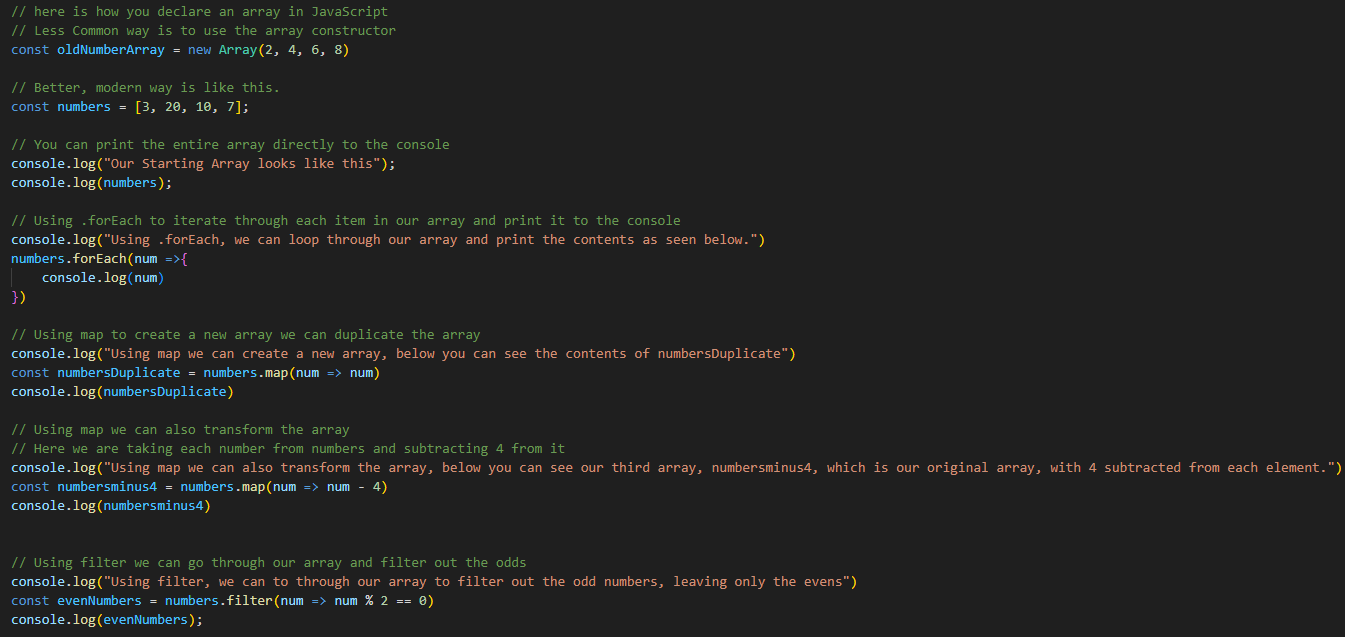 // here is how you declare an array in JavaScript
// Less Common way is to use the array constructor
const oldNumberArray = new Array(2, 4, 6, 8)
// Better, modern way is like this.
const numbers = [3, 20, 10, 7];
// You can print the entire array directly to the console
console.log("Our Starting Array looks like this");
console.log(numbers);
// Using .forEach to iterate through each item in our array and print it to the console
console.log("Using .forEach, we can loop through our array and print the contents as seen below.")
numbers.forEach(num =>{
    console.log(num)
})
// Using map to create a new array we can duplicate the array
console.log("Using map we can create a new array, below you can see the contents of numbersDuplicate")
const numbersDuplicate = numbers.map(num => num)
console.log(numbersDuplicate)
// Using map we can also transform the array
// Here we are taking each number from numbers and subtracting 4 from it
console.log("Using map we can also transform the array, below you can see our third array, numbersminus4, which is our original array, with 4 subtracted from each element.")
const numbersminus4 = numbers.map(num => num - 4)
console.log(numbersminus4)
// Using filter we can go through our array and filter out the odds
console.log("Using filter, we can to through our array to filter out the odd numbers, leaving only the evens")
const evenNumbers = numbers.filter(num => num % 2 == 0)
console.log(evenNumbers);